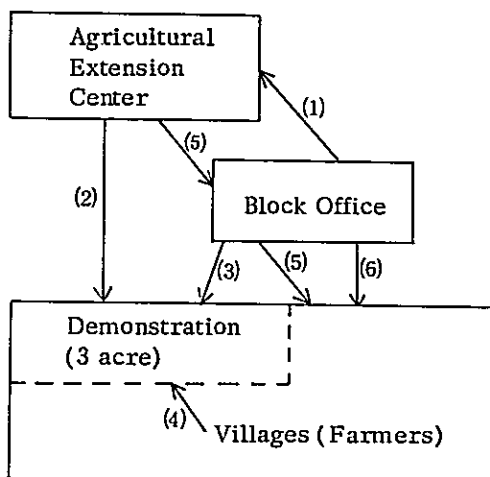 Agricultural
Extension
Center
(1)
(5)
(2)
Block Office
(3)
(5)
(6)
Demonstration
(3 acre)
(4)
Villages (Farmers)